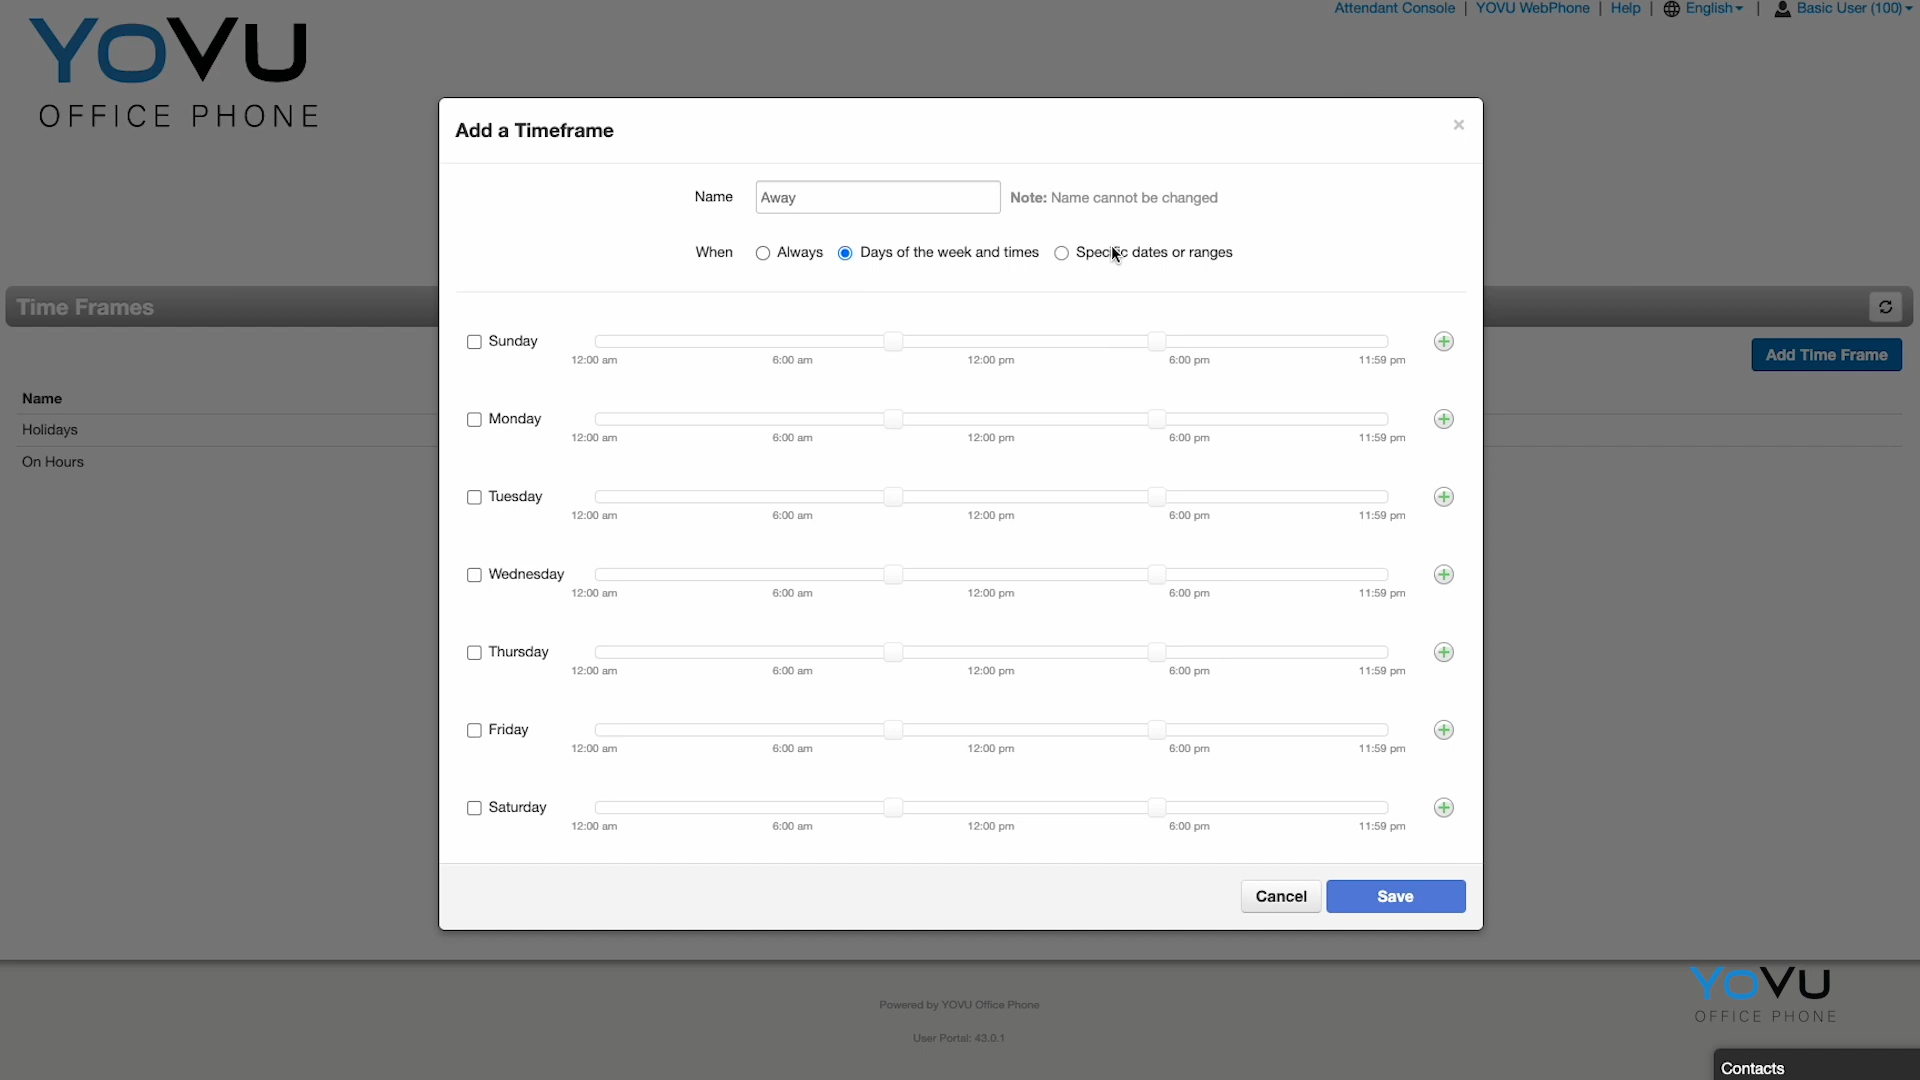 Attendant Console | YOVU WebPhone | Help | English | Basic User (100)
YOVU
OFFICE PHONE
Add a Timeframe
×
Name Away Note: Name cannot be changed
When Always Days of the week and times Specific dates or ranges
Time Frames
Add Time Frame
Name
Holidays
On Hours
Sunday
12:00 am 6:00 am 12:00 pm 6:00 pm 11:59 pm
Monday
12:00 am 6:00 am 12:00 pm 6:00 pm 11:59 pm
Tuesday
12:00 am 6:00 am 12:00 pm 6:00 pm 11:59 pm
Wednesday
12:00 am 6:00 am 12:00 pm 6:00 pm 11:59 pm
Thursday
12:00 am 6:00 am 12:00 pm 6:00 pm 11:59 pm
Friday
12:00 am 6:00 am 12:00 pm 6:00 pm 11:59 pm
Saturday
12:00 am 6:00 am 12:00 pm 6:00 pm 11:59 pm
Cancel Save
YOVU
OFFICE PHONE
Powered by YOVU Office Phone
User Portal: 43.0.1
Contacts